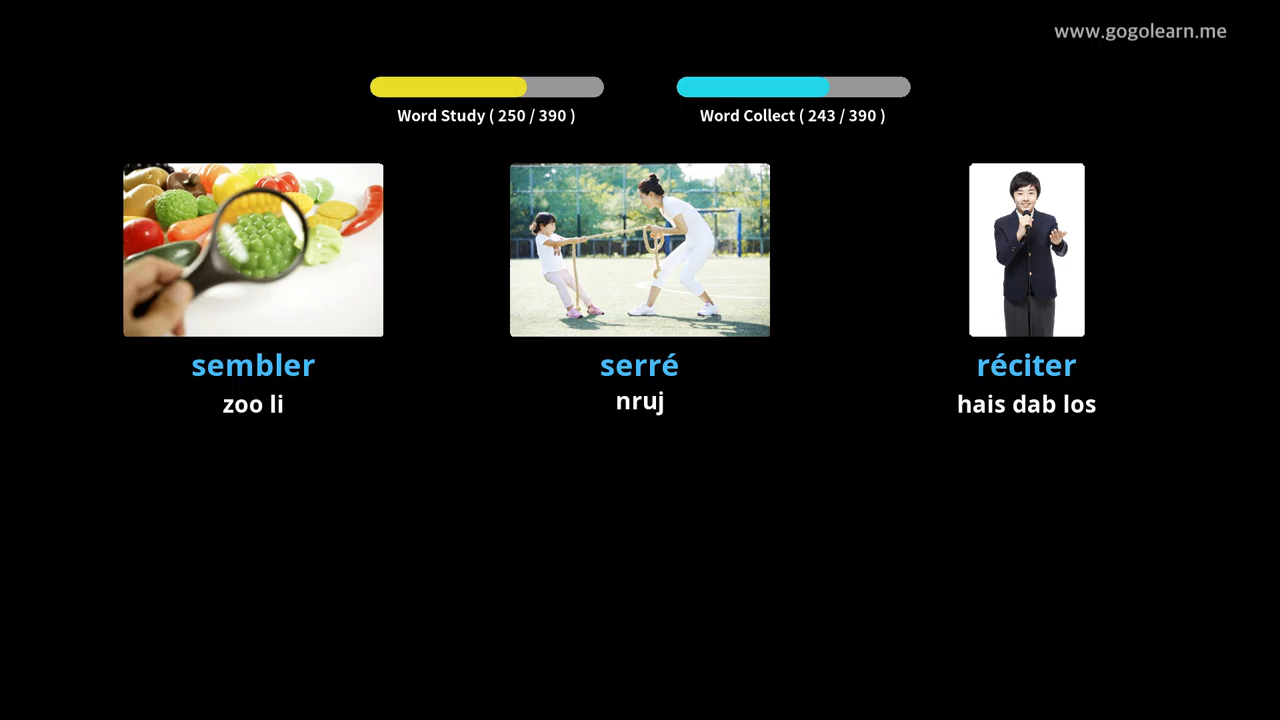 www.gogolearn.me
Word Study ( 250 / 390 )
Word Collect ( 243 / 390 )
sembler
zoo li
serré
nruj
réciter
hais dab los